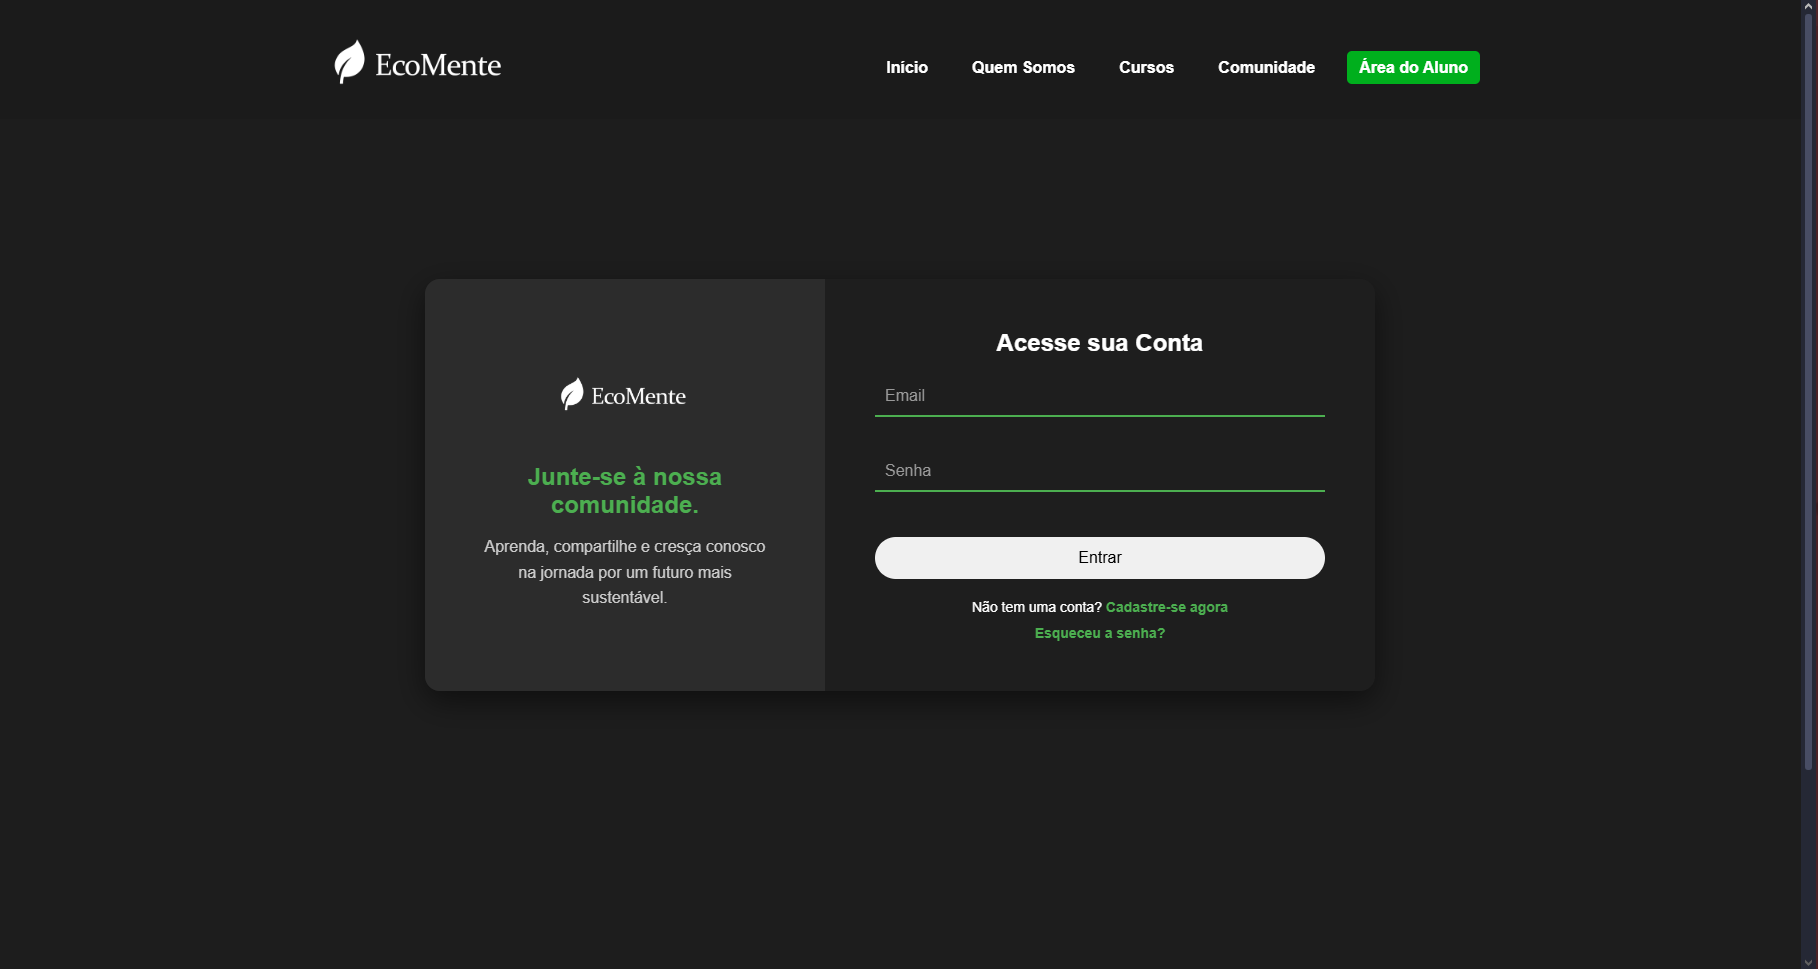 EcoMente
Início Quem Somos Cursos Comunidade Área do Aluno
EcoMente
Junte-se à nossa
comunidade.
Aprenda, compartilhe e cresça conosco
na jornada por um futuro mais
sustentável.
Acesse sua Conta
Email
Senha
Entrar
Não tem uma conta? Cadastre-se agora
Esqueceu a senha?